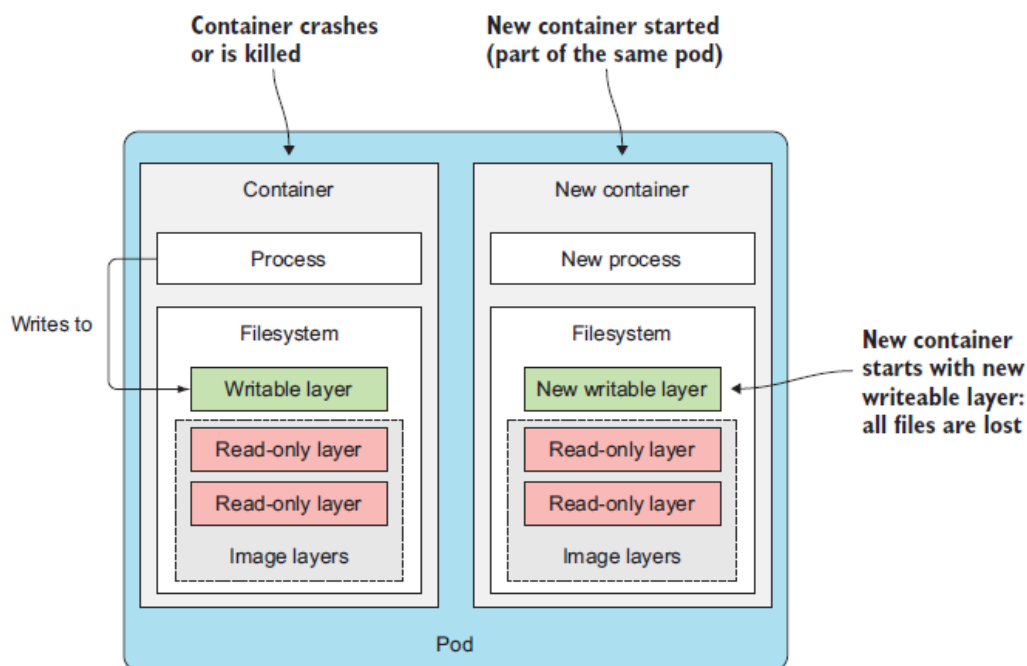 Container crashes
or is killed
New container started
(part of the same pod)
Container
New container
Process
New process
Writes to
Filesystem
Filesystem
New container
starts with new
writeable layer:
all files are lost
Writable layer
New writable layer
Read-only layer
Read-only layer
Read-only layer
Read-only layer
Image layers
Image layers
Pod